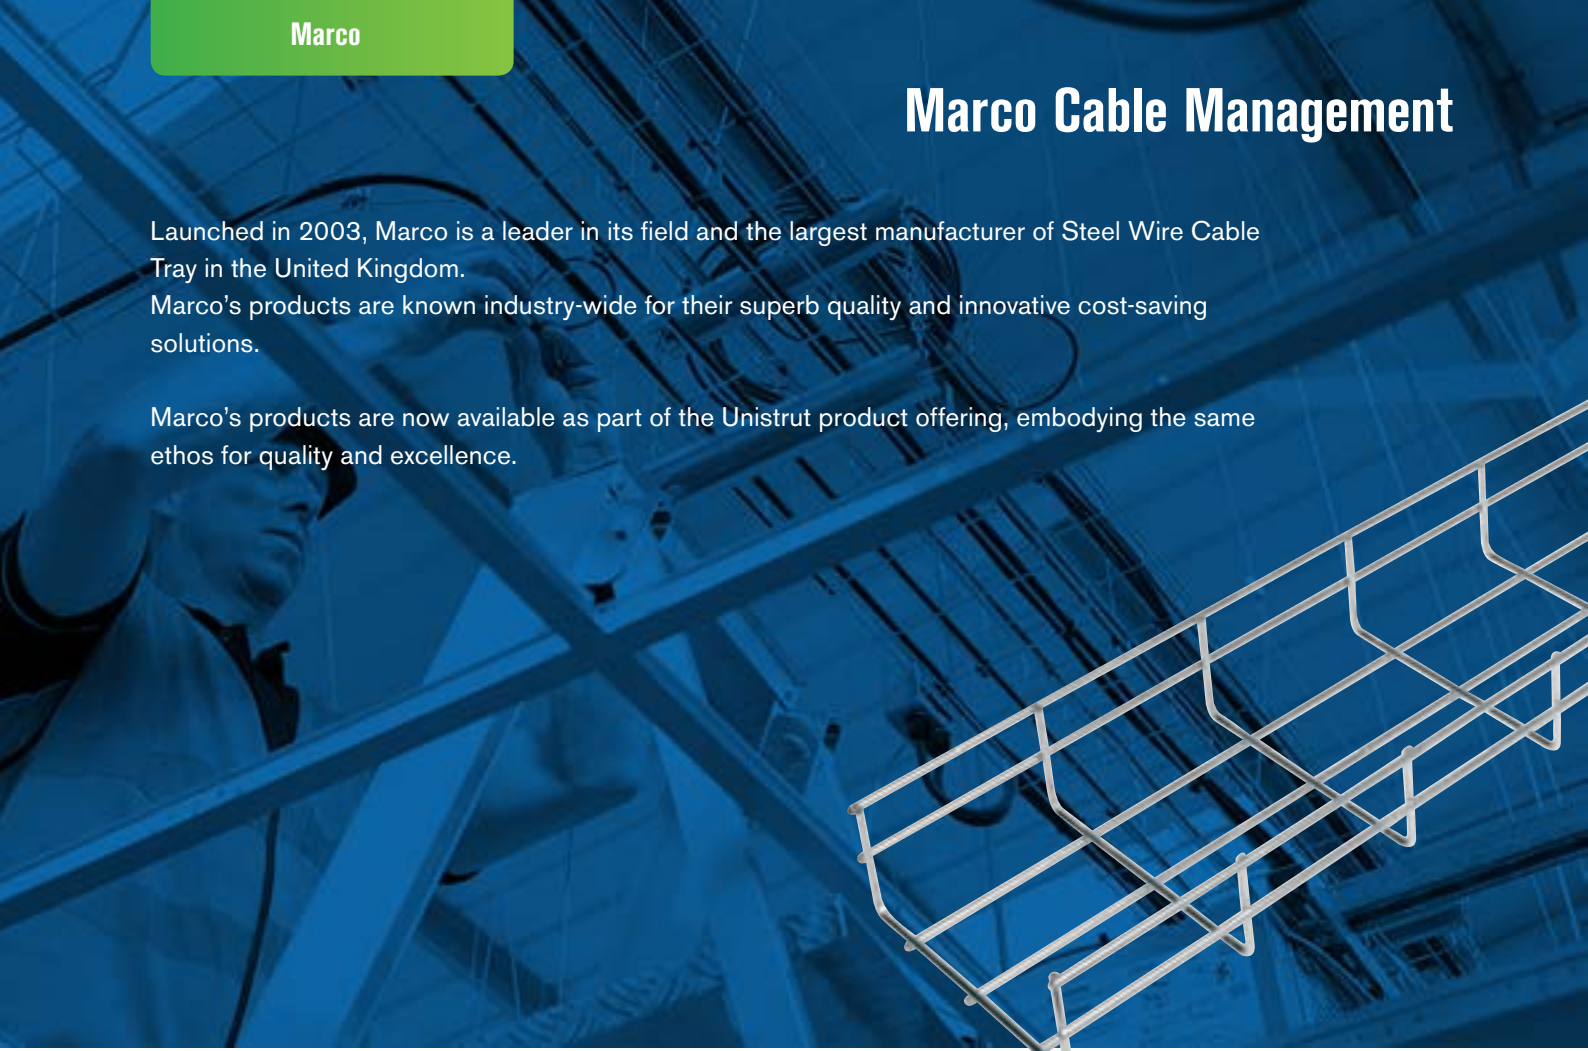 Marco
Marco Cable Management
Launched in 2003, Marco is a leader in its field and the largest manufacturer of Steel Wire Cable
Tray in the United Kingdom.
Marco’s products are known industry-wide for their superb quality and innovative cost-saving
solutions.
Marco’s products are now available as part of the Unistrut product offering, embodying the same
ethos for quality and excellence.